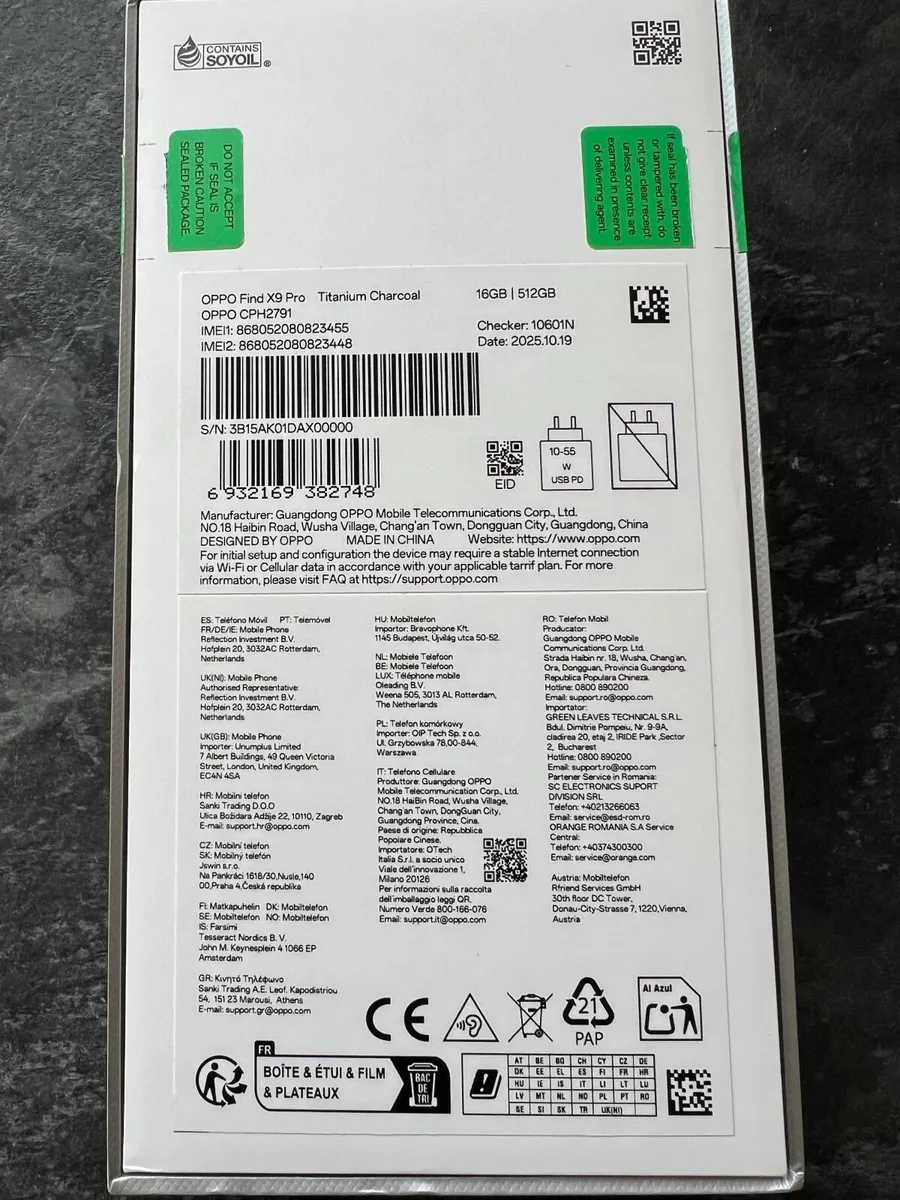 CONTAINS
SOYOIL ®
DO NOT ACCEPT
IF SEAL IS
BROKEN CAUTION
SEALED PACKAGE.
If seal has been broken
or tampered with, do
not give clear receipt
unless contents are
examined in presence
of delivering agent
OPPO Find X9 Pro Titanium Charcoal 16GB | 512GB
OPPO CPH2791
IMEI1: 868052080823455
IMEI2: 868052080823448
Checker: 10601N
Date: 2025.10.19
S/N: 3B15AK01DAX00000
6 932169 382748
EID
10-55
W
USB PD
Manufacturer: Guangdong OPPO Mobile Telecommunications Corp., Ltd.
NO.18 Haibin Road, Wusha Village, Chang'an Town, Dongguan City, Guangdong, China
DESIGNED BY OPPO MADE IN CHINA Website: https://www.oppo.com
For initial setup and configuration the device may require a stable Internet connection
via Wi-Fi or Cellular data in accordance with your applicable tarrif plan. For more
information, please visit FAQ at https://support.oppo.com
ES: Teléfono Móvil PT: Telemóvel
FR/DE/IE: Mobile Phone
Reflection Investment B.V.
Hofplein 20, 3032AC Rotterdam,
Netherlands
UK(NI): Mobile Phone
Authorised Representative:
Reflection Investment B.V.
Hofplein 20, 3032AC Rotterdam,
Netherlands
UK(GB): Mobile Phone
Importer: Unumplus Limited
7 Albert Buildings, 49 Queen Victoria
Street, London, United Kingdom,
EC4N 4SA
HR: Mobilni telefon
Sanki Trading D.O.O
Ulica Božidara Adžije 22, 10110, Zagreb
E-mail: support.hr@oppo.com
CZ: Mobilní telefon
SK: Mobilný telefón
Jswin s.r.o.
Na Pankráci 1618/30,Nusle,140
00,Praha 4,Česká republika
FI: Matkapuhelin DK: Mobiltelefon
SE: Mobiltelefon NO: Mobiltelefon
IS: Farsími
Tesseract Nordics B. V.
John M. Keynesplein 4 1066 EP
Amsterdam
GR: Κινητό Τηλέφωνο
Sanki Trading A.E. Leof. Kapodistriou
54, 151 23 Marousi, Athens
E-mail: support.gr@oppo.com
HU: Mobiltelefon
Importor: Bravophone Kft.
1145 Budapest, Újvilág utca 50-52.
NL: Mobiele Telefoon
BE: Mobiele Telefoon
LUX: Téléphone mobile
Oleading B.V.
Weena 505, 3013 AL Rotterdam,
The Netherlands
PL: Telefon komórkowy
Importer: OIP Tech Sp. z o.o.
Ul. Grzybowska 78,00-844,
Warszawa
IT: Telefono Cellulare
Produttore: Guangdong OPPO
Mobile Telecommunication Corp., Ltd.
NO.18 HaiBin Road, Wusha Village,
Chang'an Town, DongGuan City,
Guangdong Province, Cina.
Paese di origine: Repubblica
Popolare Cinese.
Importatore: OTech
Italia S.r.l. a socio unico
Viale dell'innovazione 1,
Milano 20126
Per informazioni sulla raccolta
dell'imballaggio leggi QR.
Numero Verde 800-166-076
Email: support.it@oppo.com
RO: Telefon Mobil
Producator:
Guangdong OPPO Mobile
Communications Corp. Ltd.
Strada Haibin nr. 18, Wusha, Chang'an,
Ora, Dongguan, Provincia Guangdong,
Republica Populara Chineza.
Hotline: 0800 890200
Email: support.ro@oppo.com
Importator:
GREEN LEAVES TECHNICAL S.R.L.
Bdul. Dimitrie Pompeiu, Nr. 9-9A,
cladirea 20, etaj 2, IRIDE Park ,Sector
2, Bucharest
Hotline: 0800 890200
Email: support.ro@oppo.com
Partener Service in Romania:
SC ELECTRONICS SUPORT
DIVISION SRL
Telefon: +40213266063
Email: service@esd-rom.ro
ORANGE ROMANIA S.A Service
Central:
Telefon: +40374300300
Email: service@orange.com
Austria: Mobiltelefon
Rfriend Services GmbH
30th floor DC Tower,
Donau-City-Strasse 7, 1220,Vienna,
Austria
CE
21
PAP
Al Azul
FR
BOÎTE & ÉTUI & FILM
& PLATEAUX
BAC
DE
TRI
AT BE BG CH CY CZ DE
DK EE EL ES FI FR HR
HU IE IS IT LI LT LU
LV MT NL NO PL PT RO
SE SI SK TR UK(NI)